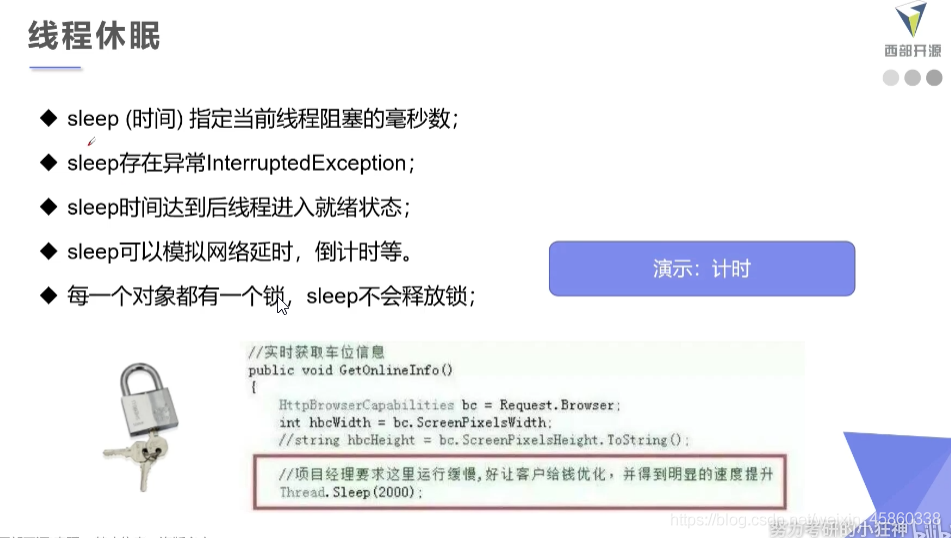 线程休眠
西部开源
◆ sleep (时间) 指定当前线程阻塞的毫秒数；
◆ sleep存在异常InterruptedException；
◆ sleep时间达到后线程进入就绪状态；
◆ sleep可以模拟网络延时，倒计时等。
◆ 每一个对象都有一个锁，sleep不会释放锁；
演示：计时
//实时获取车位信息
public void GetOnlineInfo()
{
HttpBrowserCapabilities bc = Request.Browser;
int hbcWidth = bc.ScreenPixelsWidth;
//string hbcHeight = bc.ScreenPixelsHeight.ToString();
//项目经理要求这里运行缓慢,好让客户给钱优化，并得到明显的速度提升
Thread.Sleep(2000);
https://blog.csdn.net/weixin_45860338
努力考研的小狂神
bilibili